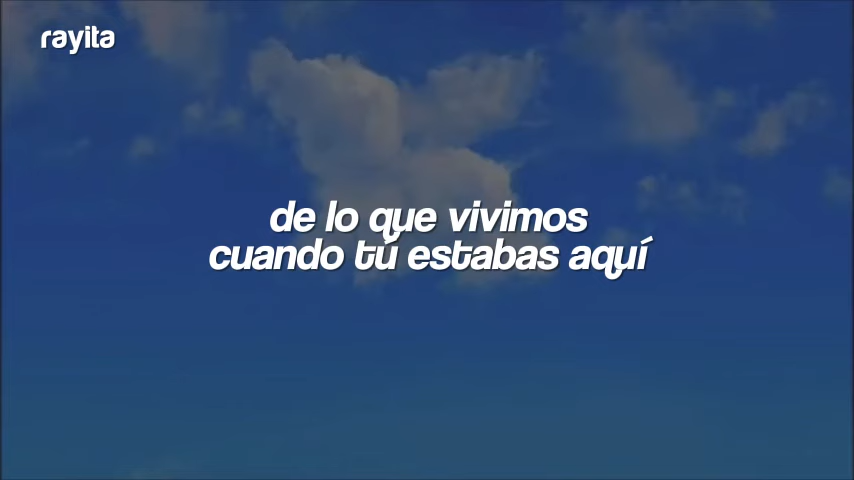 rayita
de lo que vivimos
cuando tú estabas aquí